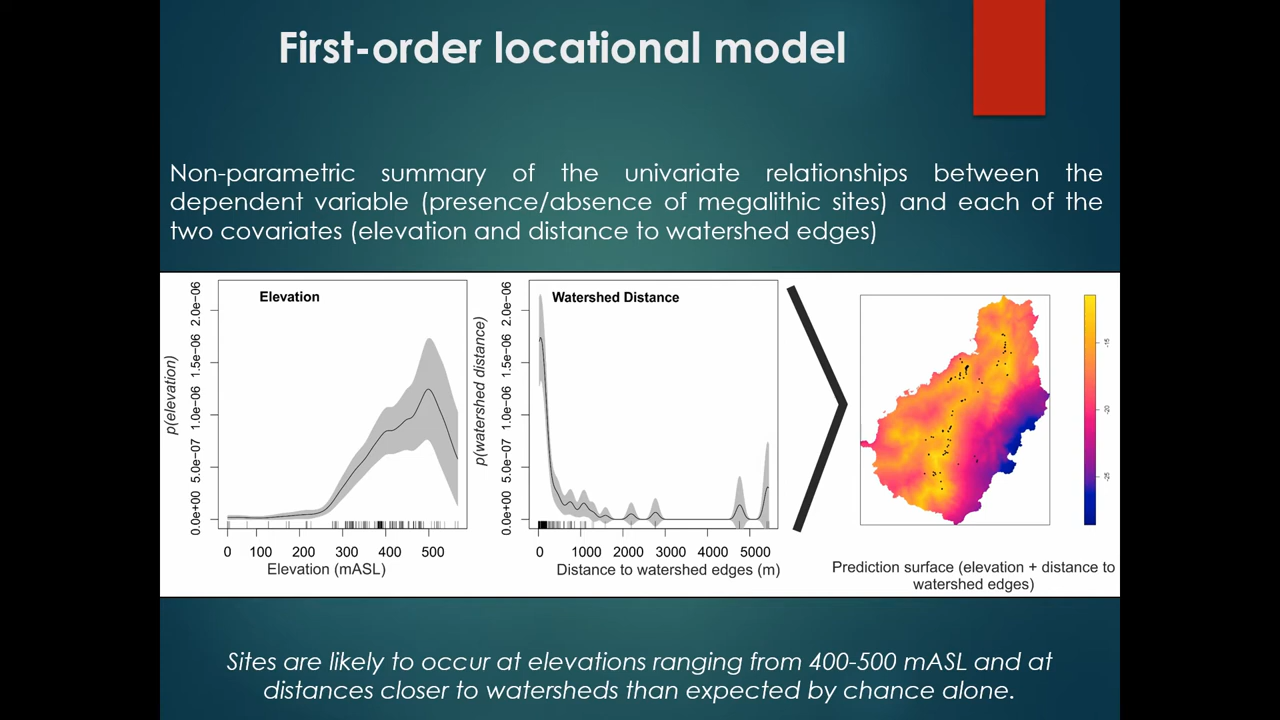 First-order locational model
Non-parametric summary of the univariate relationships between the
dependent variable (presence/absence of megalithic sites) and each of the
two covariates (elevation and distance to watershed edges)
Elevation
p(elevation)
0.0e+00 5.0e-07 1.0e-06 1.5e-06 2.0e-06
0 100 200 300 400 500
Elevation (mASL)
Watershed Distance
p(watershed distance)
0.0e+00 5.0e-07 1.0e-06 1.5e-06 2.0e-06
0 1000 2000 3000 4000 5000
Distance to watershed edges (m)
-15
-20
-25
Prediction surface (elevation + distance to
watershed edges)
Sites are likely to occur at elevations ranging from 400-500 mASL and at
distances closer to watersheds than expected by chance alone.